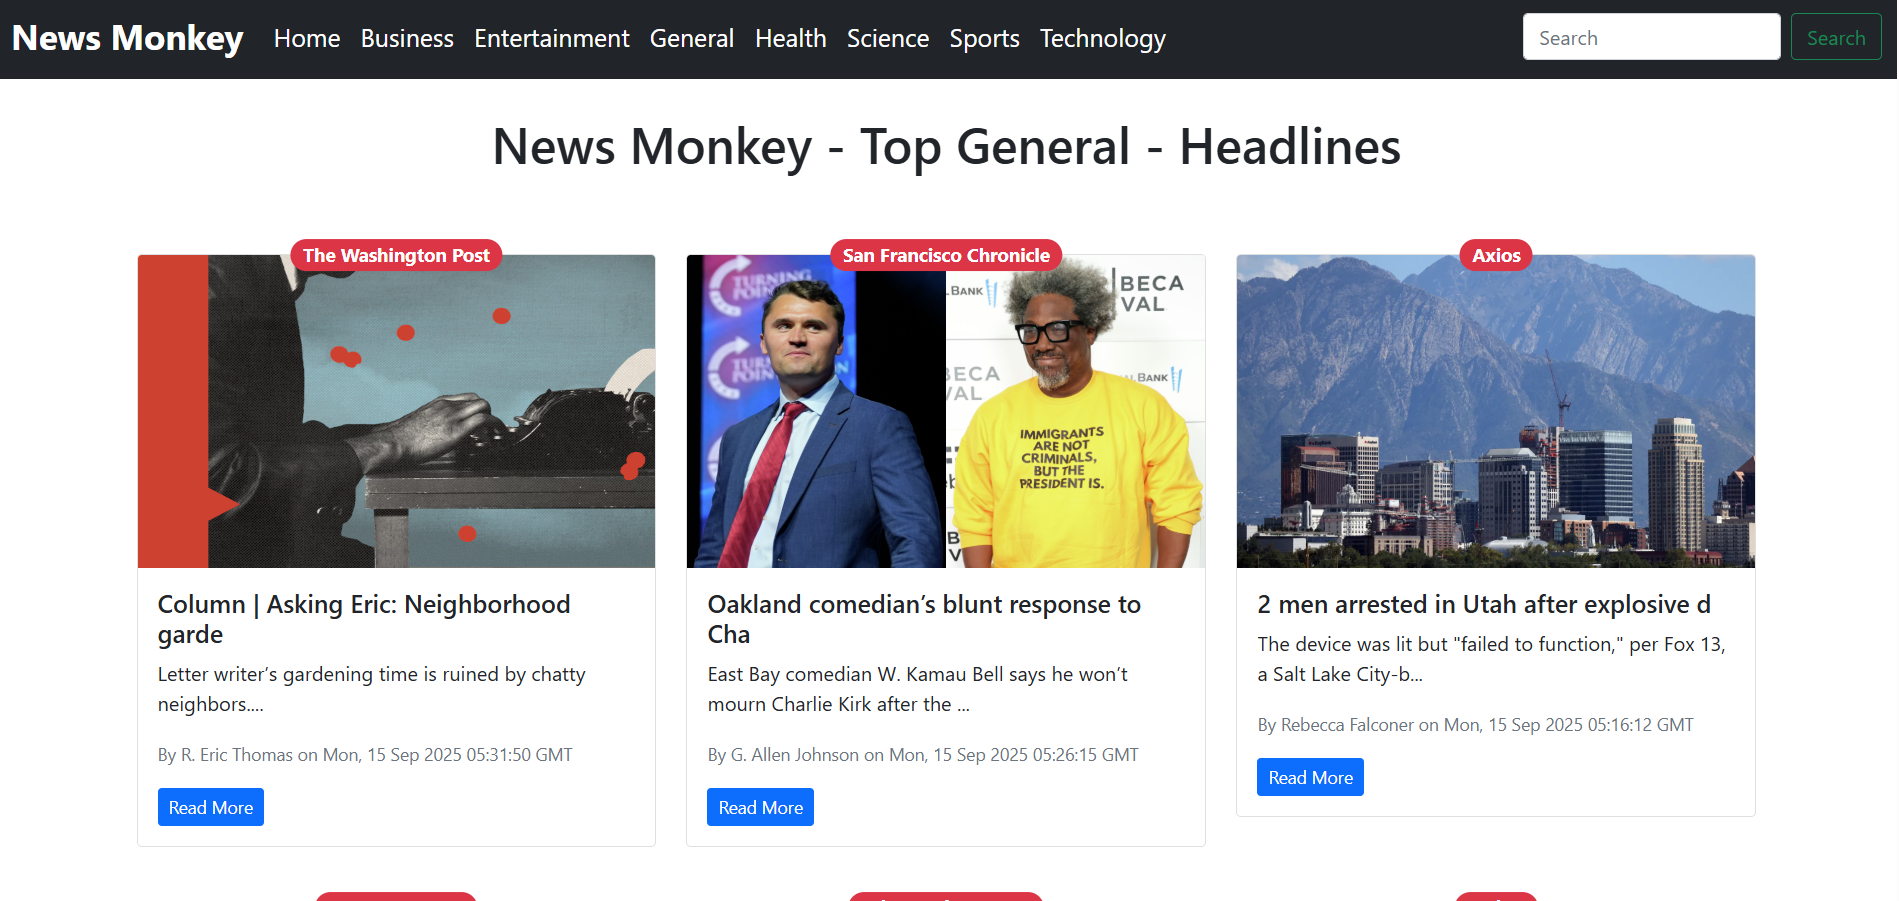 News Monkey Home Business Entertainment General Health Science Sports Technology Search Search
News Monkey - Top General - Headlines
The Washington Post
Column | Asking Eric: Neighborhood
garde
Letter writer’s gardening time is ruined by chatty
neighbors....
By R. Eric Thomas on Mon, 15 Sep 2025 05:31:50 GMT
Read More
San Francisco Chronicle
TURNING
POINT
TURNING
POINT
BANK
BECA
VAL
BECA
VAL
BANK
IMMIGRANTS
ARE NOT
CRIMINALS,
BUT THE
PRESIDENT IS.
Oakland comedian’s blunt response to
Cha
East Bay comedian W. Kamau Bell says he won’t
mourn Charlie Kirk after the ...
By G. Allen Johnson on Mon, 15 Sep 2025 05:26:15 GMT
Read More
Axios
2 men arrested in Utah after explosive d
The device was lit but "failed to function," per Fox 13,
a Salt Lake City-b...
By Rebecca Falconer on Mon, 15 Sep 2025 05:16:12 GMT
Read More